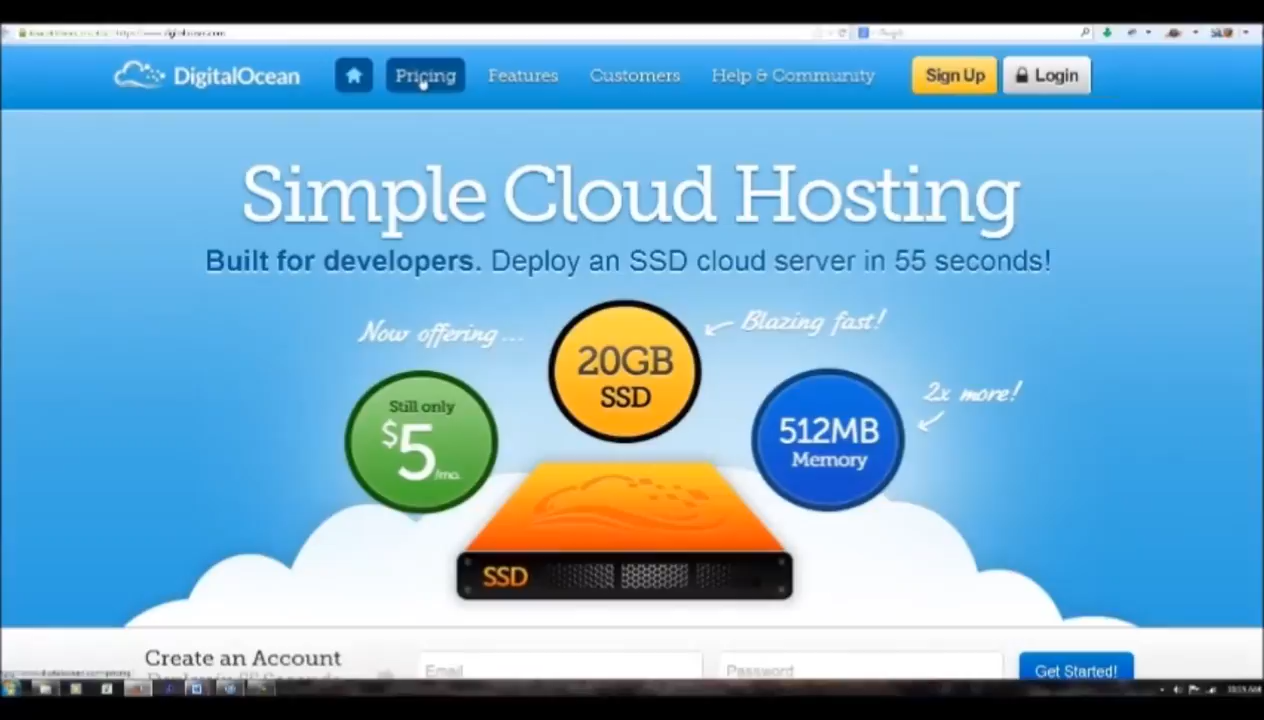 DigitalOcean
Pricing
Features
Customers
Help & Community
Sign Up
Login
Simple Cloud Hosting
Built for developers. Deploy an SSD cloud server in 55 seconds!
Now offering...
Blazing fast!
20GB
SSD
Still only
$5/mo.
2x more!
512MB
Memory
SSD
Create an Account
Email
Password
Get Started!